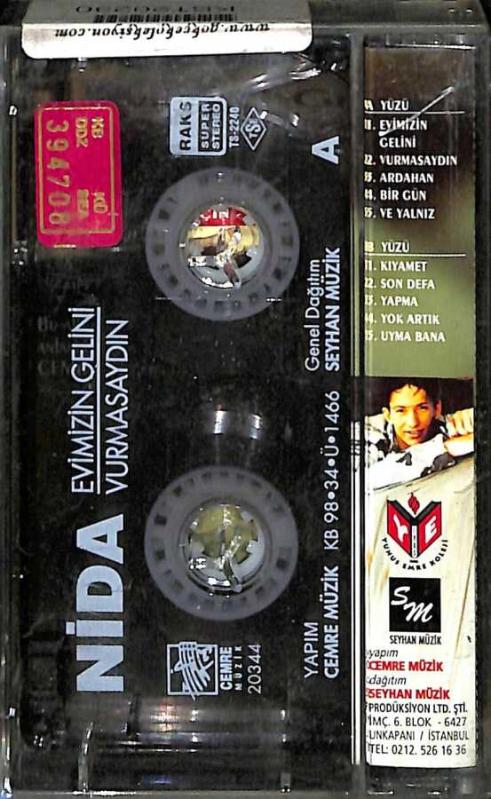 www.gokcekoleksiyon.com
KST20290
KB
DDZ
394708
RAKS
SUPER
STEREO
TS-2240
TSE
A
NİDA
EVİMİZİN GELİNİ
VURMASAYDIN
Genel Dağıtım
SEYHAN MÜZİK
YAPIM
CEMRE MÜZİK KB 98•34•Ü•1466
CEMRE
MÜZİK
20344
A YÜZÜ
1. EVİMİZİN
GELİNİ
2. VURMASAYDIN
3. ARDAHAN
4. BİR GÜN
5. VE YALNIZ
B YÜZÜ
1. KIYAMET
2. SON DEFA
3. YAPMA
4. YOK ARTIK
5. UYMA BANA
YE
YUNUS EMRE KOLEJİ
SM
SEYHAN MÜZİK
yapım
CEMRE MÜZİK
dağıtım
SEYHAN MÜZİK
PRODÜKSİYON LTD. ŞTİ.
İMÇ. 6. BLOK - 6427
UNKAPANI / İSTANBUL
TEL: 0212. 526 16 36